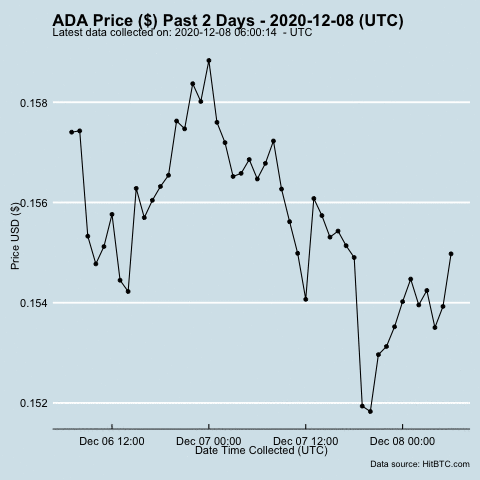 ADA Price ($) Past 2 Days - 2020-12-08 (UTC)
Latest data collected on: 2020-12-08 06:00:14  - UTC
0.158
0.156
0.154
0.152
Price USD ($)
Dec 06 12:00
Dec 07 00:00
Dec 07 12:00
Dec 08 00:00
Date Time Collected (UTC)
Data source: HitBTC.com